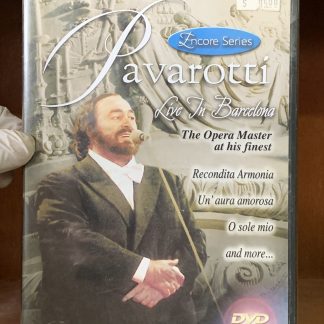 Encore Series
Pavarotti
Live In Barcelona
The Opera Master
at his finest
Recondita Armonia
Un' aura amorosa
O sole mio
and more...
DVD